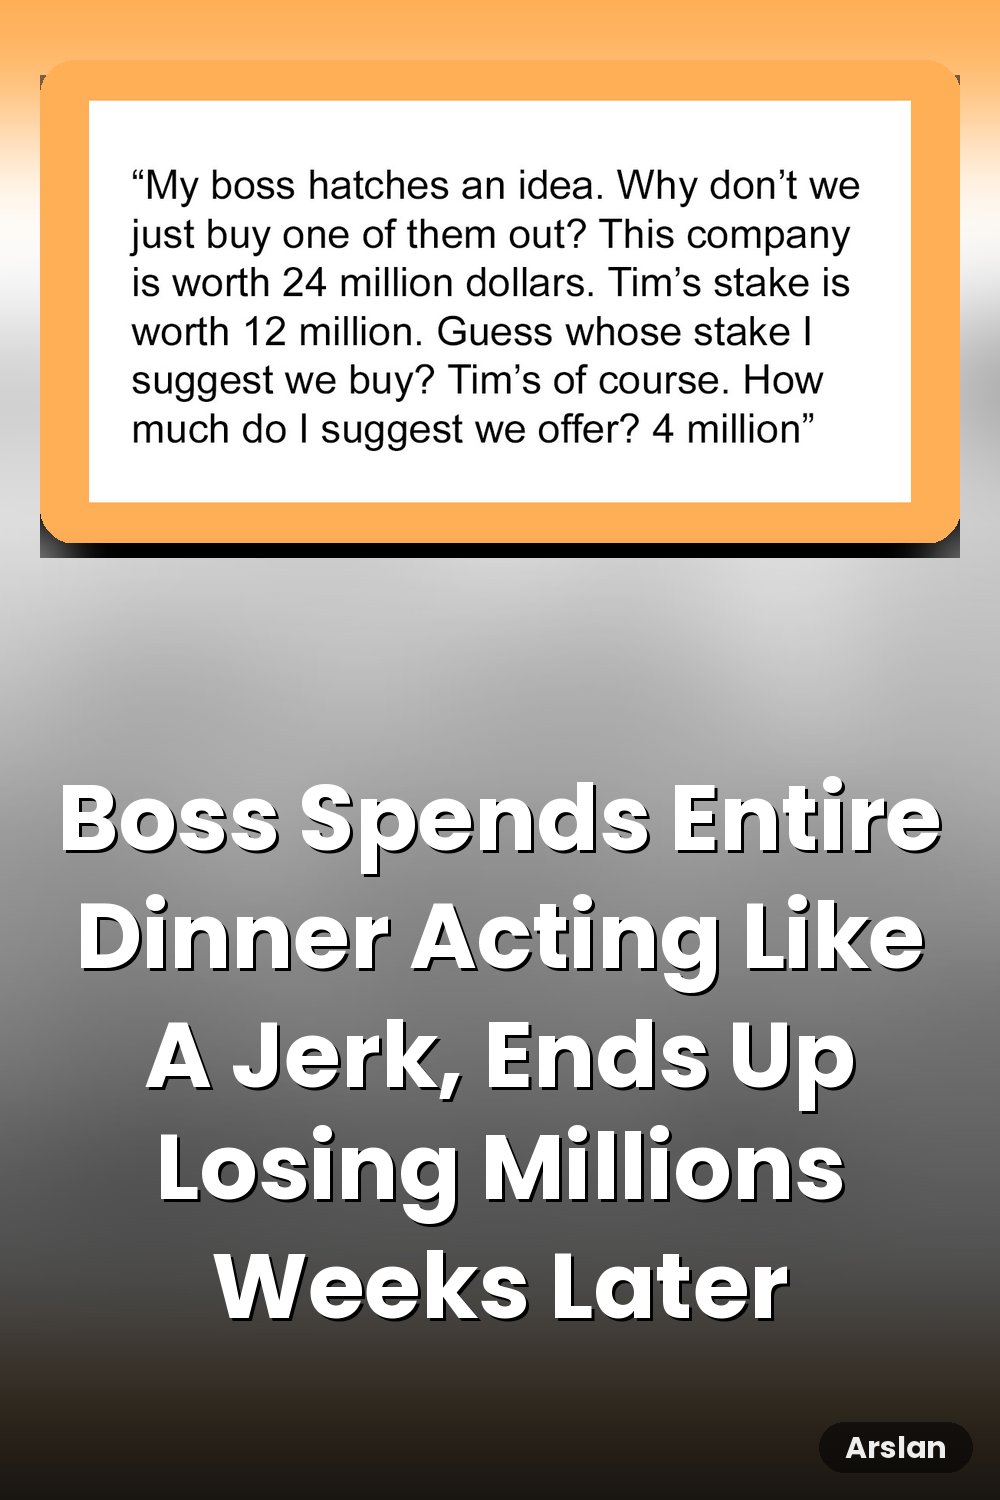 “My boss hatches an idea. Why don’t we
just buy one of them out? This company
is worth 24 million dollars. Tim’s stake is
worth 12 million. Guess whose stake I
suggest we buy? Tim’s of course. How
much do I suggest we offer? 4 million”
Boss Spends Entire
Dinner Acting Like
A Jerk, Ends Up
Losing Millions
Weeks Later
Arslan